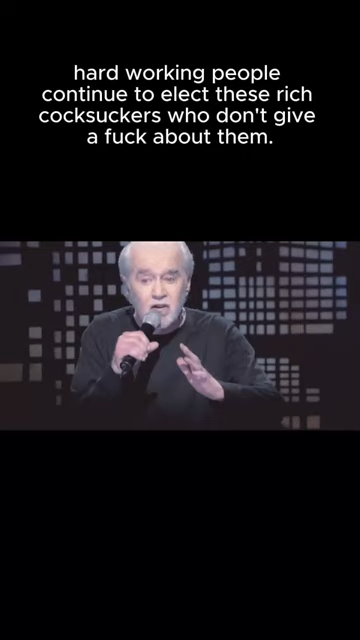 hard working people
continue to elect these rich
cocksuckers who don't give
a fuck about them.